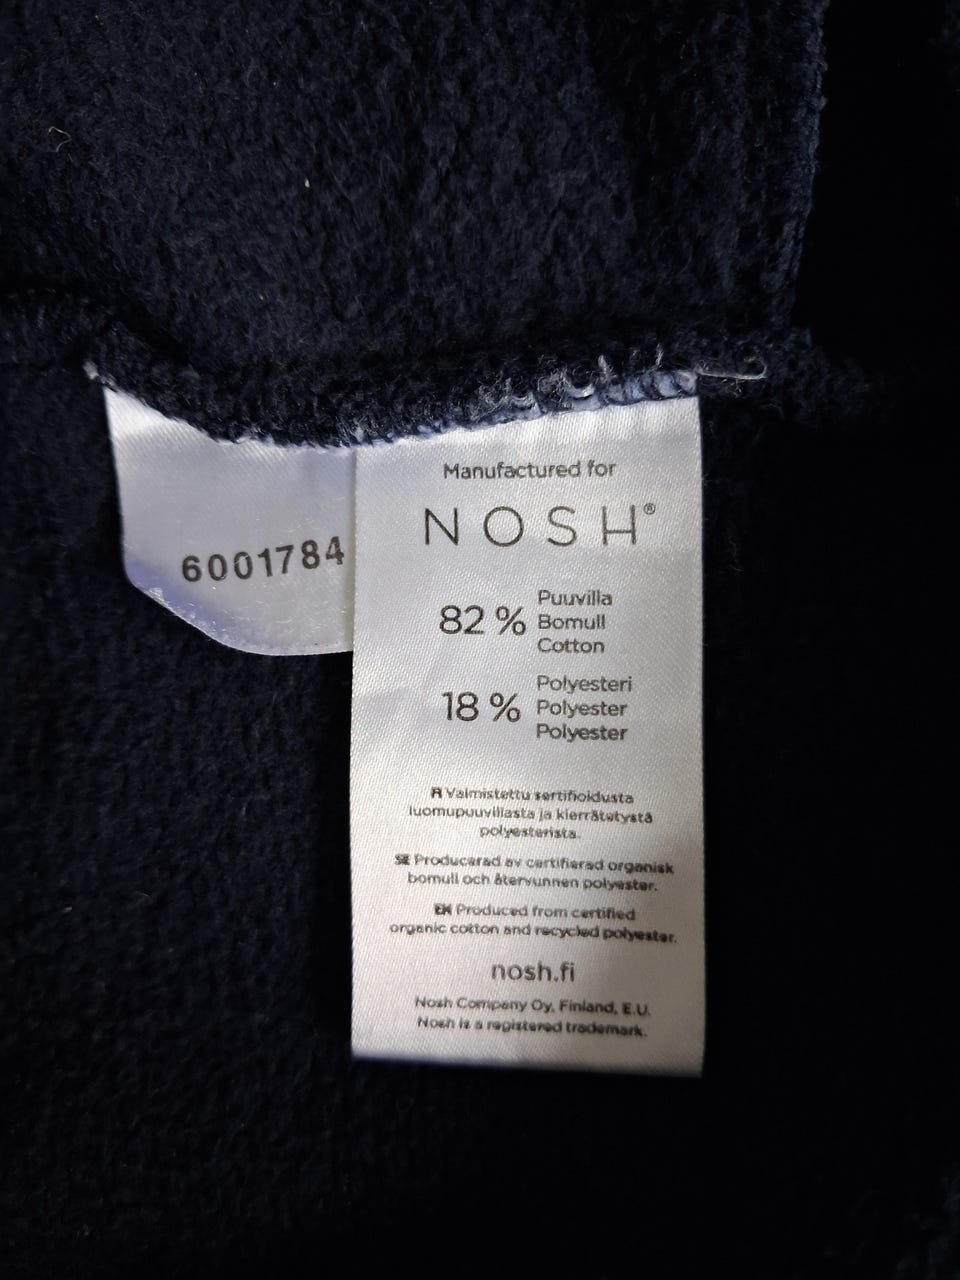 6001784
Manufactured for
NOSH®
82 % Puuvilla
Bomull
Cotton
18 % Polyesteri
Polyester
Polyester
FI Valmistettu sertifioidusta
luomupuuvillasta ja kierrätetystä
polyesterista.
SE Producerad av certifierad organisk
bomull och återvunnen polyester.
EN Produced from certified
organic cotton and recycled polyester.
nosh.fi
Nosh Company Oy, Finland, E.U.
Nosh is a registered trademark.